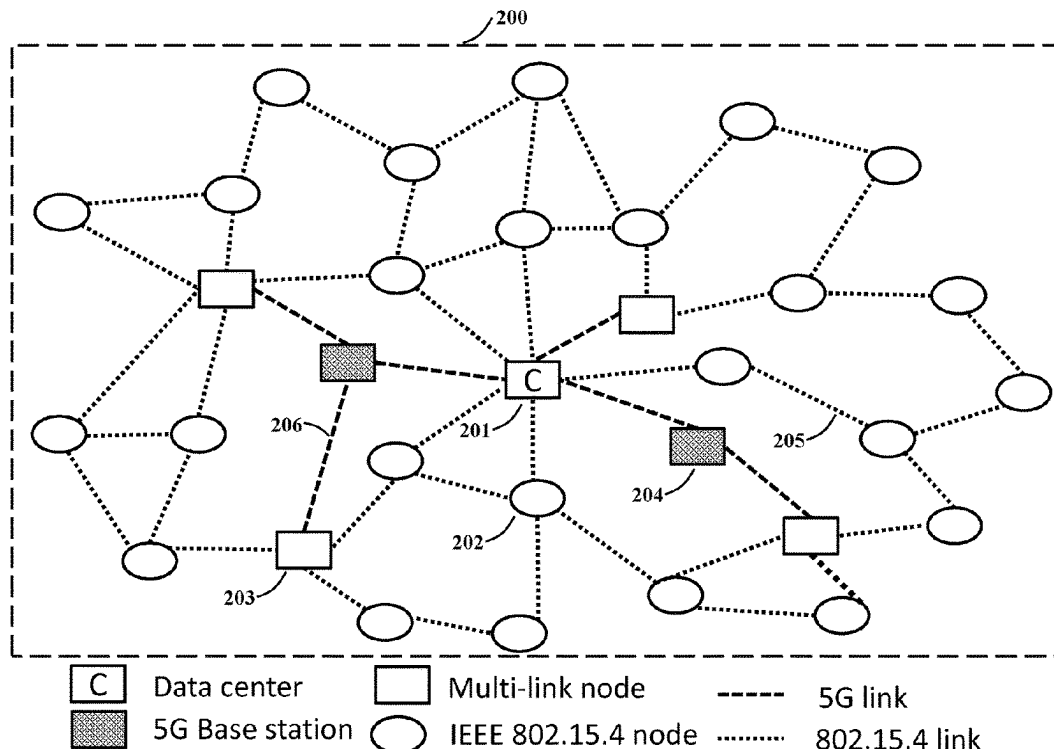 200
C
206
201
205
204
202
203
C Data center
Multi-link node
5G link
5G Base station
IEEE 802.15.4 node
802.15.4 link